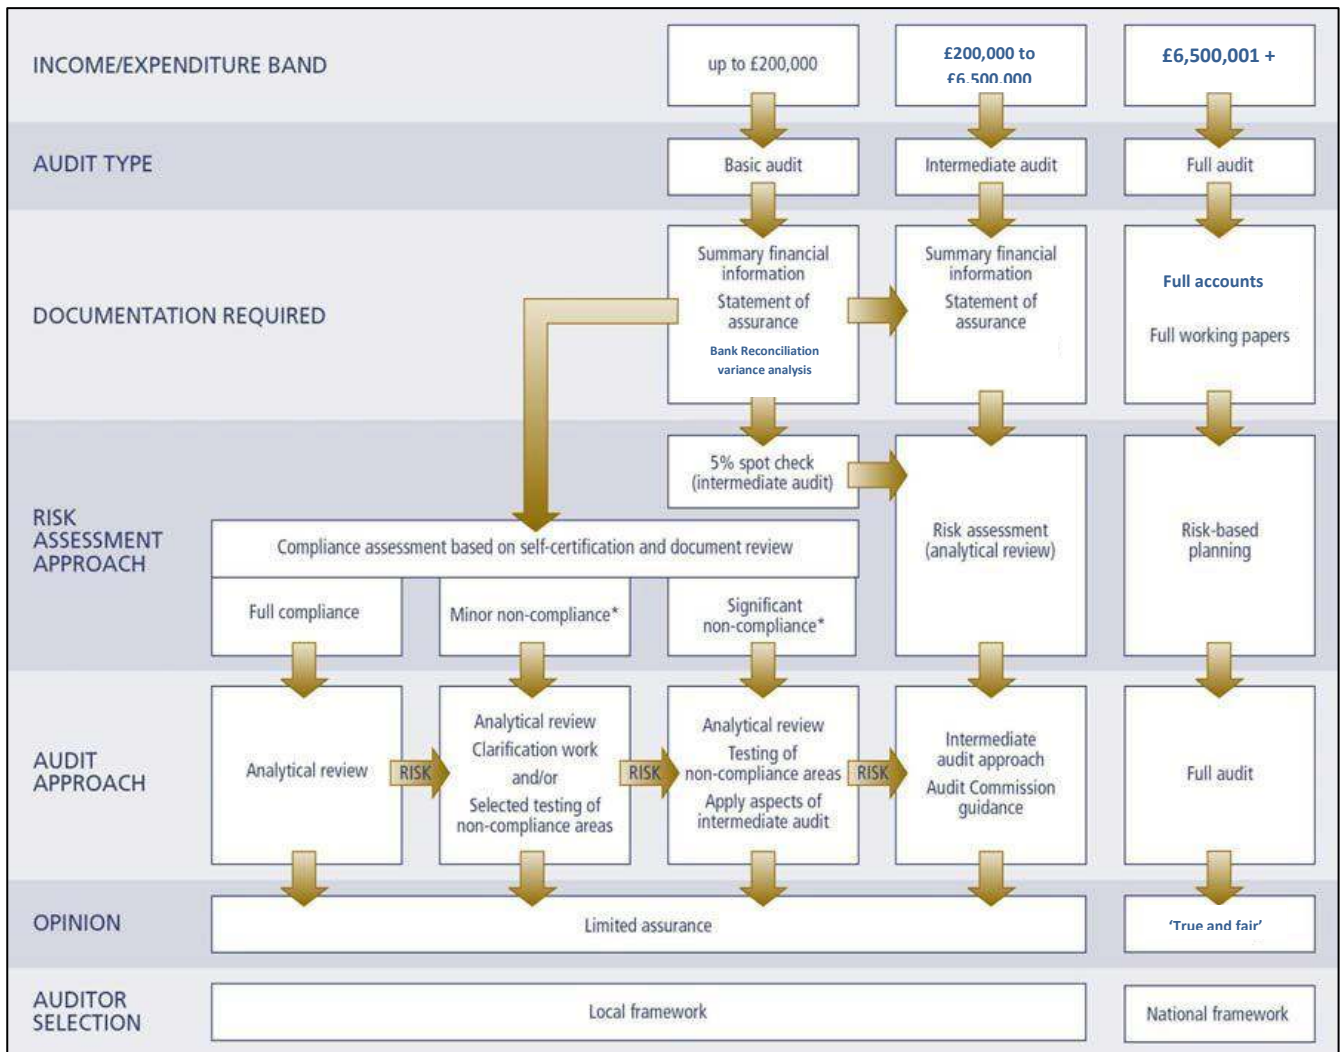 INCOME/EXPENDITURE BAND
up to £200,000
£200,000 to
£6,500,000
£6,500,001 +
AUDIT TYPE
Basic audit
Intermediate audit
Full audit
DOCUMENTATION REQUIRED
Summary financial
information
Statement of
assurance
Bank Reconciliation
variance analysis
Summary financial
information
Statement of
assurance
Full accounts
Full working papers
RISK
ASSESSMENT
APPROACH
5% spot check
(intermediate audit)
Compliance assessment based on self-certification and document review
Full compliance
Minor non-compliance*
Significant
non-compliance*
Risk assessment
(analytical review)
Risk-based
planning
AUDIT
APPROACH
Analytical review
RISK
Analytical review
Clarification work
and/or
Selected testing of
non-compliance areas
RISK
Analytical review
Testing of
non-compliance areas
Apply aspects of
intermediate audit
RISK
Intermediate
audit approach
Audit Commission
guidance
Full audit
OPINION
Limited assurance
‘True and fair’
AUDITOR
SELECTION
Local framework
National framework